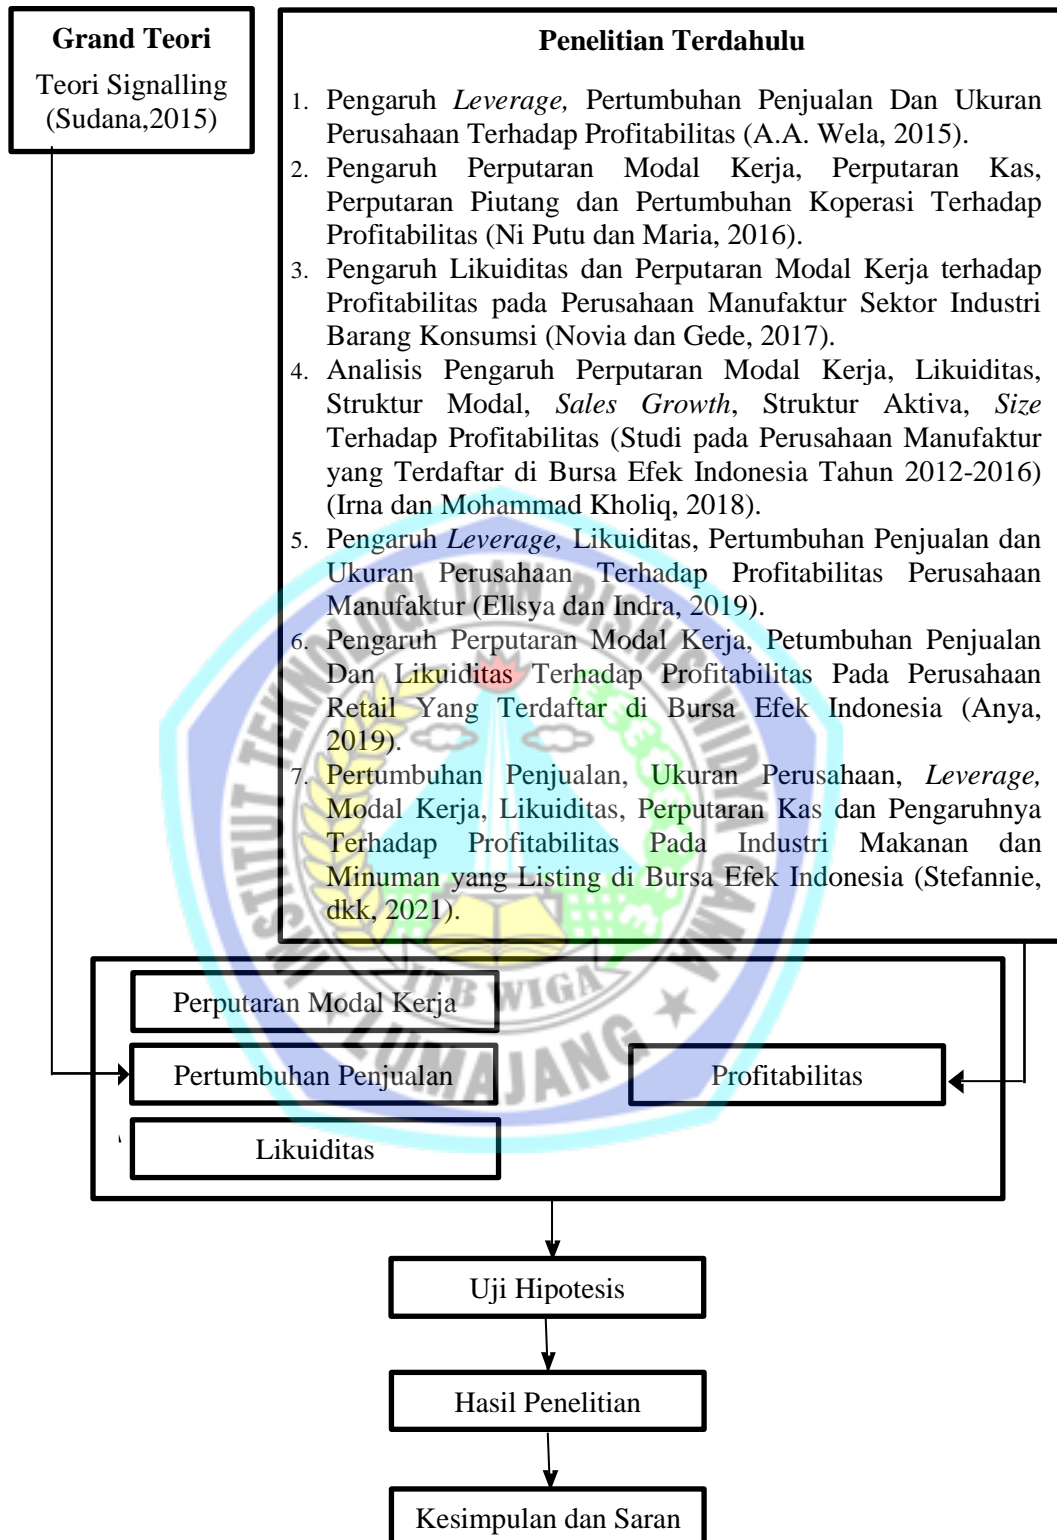 Grand Teori
Teori Signalling
(Sudana,2015)
Penelitian Terdahulu
1. Pengaruh Leverage, Pertumbuhan Penjualan Dan Ukuran
Perusahaan Terhadap Profitabilitas (A.A. Wela, 2015).
2. Pengaruh Perputaran Modal Kerja, Perputaran Kas,
Perputaran Piutang dan Pertumbuhan Koperasi Terhadap
Profitabilitas (Ni Putu dan Maria, 2016).
3. Pengaruh Likuiditas dan Perputaran Modal Kerja terhadap
Profitabilitas pada Perusahaan Manufaktur Sektor Industri
Barang Konsumsi (Novia dan Gede, 2017).
4. Analisis Pengaruh Perputaran Modal Kerja, Likuiditas,
Struktur Modal, Sales Growth, Struktur Aktiva, Size
Terhadap Profitabilitas (Studi pada Perusahaan Manufaktur
yang Terdaftar di Bursa Efek Indonesia Tahun 2012-2016)
(Irna dan Mohammad Kholiq, 2018).
5. Pengaruh Leverage, Likuiditas, Pertumbuhan Penjualan dan
Ukuran Perusahaan Terhadap Profitabilitas Perusahaan
Manufaktur (Ellsya dan Indra, 2019).
6. Pengaruh Perputaran Modal Kerja, Petumbuhan Penjualan
Dan Likuiditas Terhadap Profitabilitas Pada Perusahaan
Retail Yang Terdaftar di Bursa Efek Indonesia (Anya,
2019).
7. Pertumbuhan Penjualan, Ukuran Perusahaan, Leverage,
Modal Kerja, Likuiditas, Perputaran Kas dan Pengaruhnya
Terhadap Profitabilitas Pada Industri Makanan dan
Minuman yang Listing di Bursa Efek Indonesia (Stefannie,
dkk, 2021).
INSTITUT TEKNOLOGI DAN BISNIS WIDYA GAMA
ITB WIGA
LUMAJANG
Perputaran Modal Kerja
Pertumbuhan Penjualan
Profitabilitas
Likuiditas
Uji Hipotesis
Hasil Penelitian
Kesimpulan dan Saran